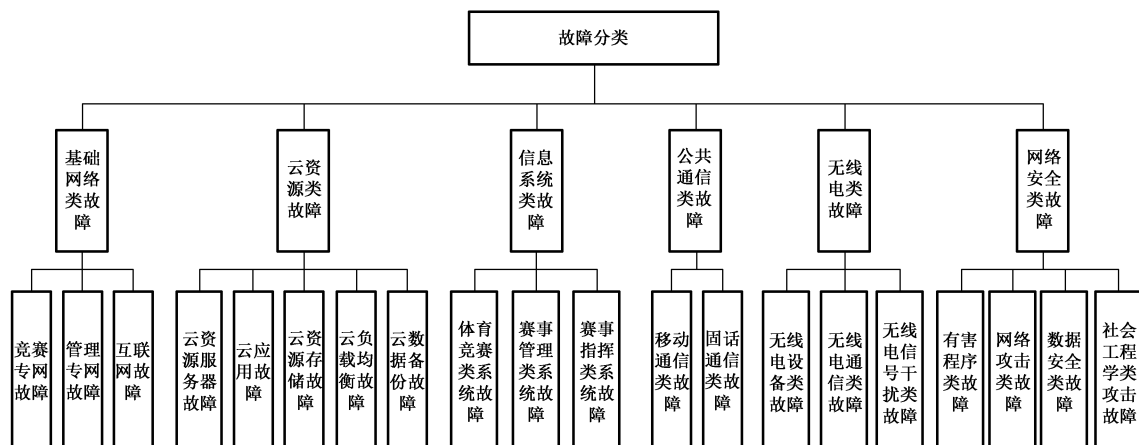 故障分类
基础
网络
类故
障
云资
源类
故障
信息
系统
类故
障
公共
通信
类故
障
无线
电类
故障
网络
安全
类故
障
竞赛
专网
故障
管理
专网
故障
互联
网故
障
云资
源服
务器
故障
云应
用故
障
云资
源存
储故
障
云负
载均
衡故
障
云数
据备
份故
障
体育
竞赛
类系
统故
障
赛事
管理
类系
统故
障
赛事
指挥
类系
统故
障
移动
通信
类故
障
固话
通信
类故
障
无线
电设
备类
故障
无线
电通
信类
故障
无线
电信
号干
扰类
故障
有害
程序
类故
障
网络
攻击
类故
障
数据
安全
类故
障
社会
工程
学类
攻击
故障